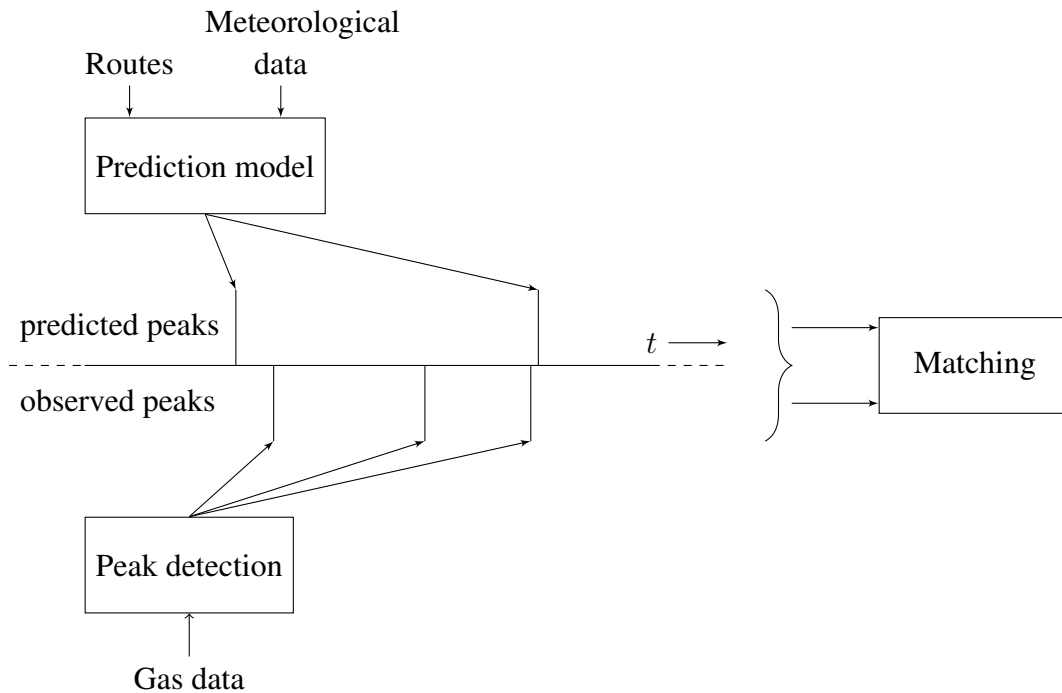 Meteorological
Routes data
Prediction model
predicted peaks
t
Matching
observed peaks
Peak detection
Gas data